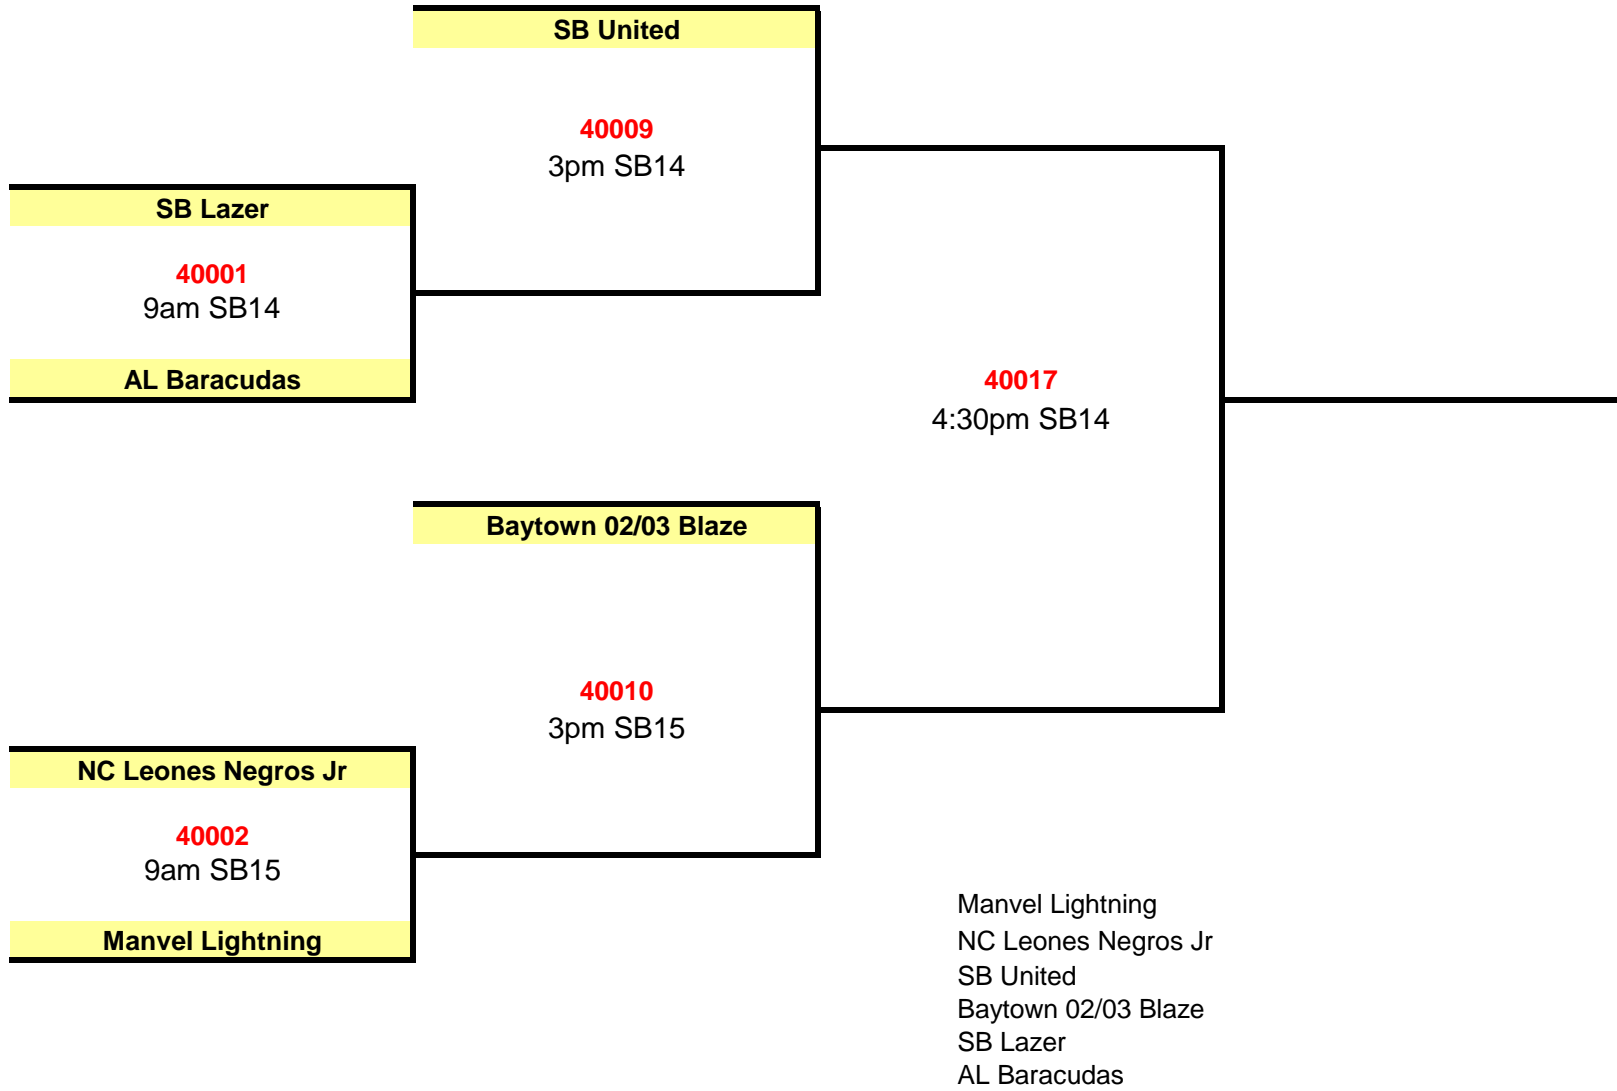 SB United
40009
3pm SB14
SB Lazer
40001
9am SB14
AL Baracudas
40017
4:30pm SB14
Baytown 02/03 Blaze
40010
3pm SB15
NC Leones Negros Jr
40002
9am SB15
Manvel Lightning
Manvel Lightning
NC Leones Negros Jr
SB United
Baytown 02/03 Blaze
SB Lazer
AL Baracudas